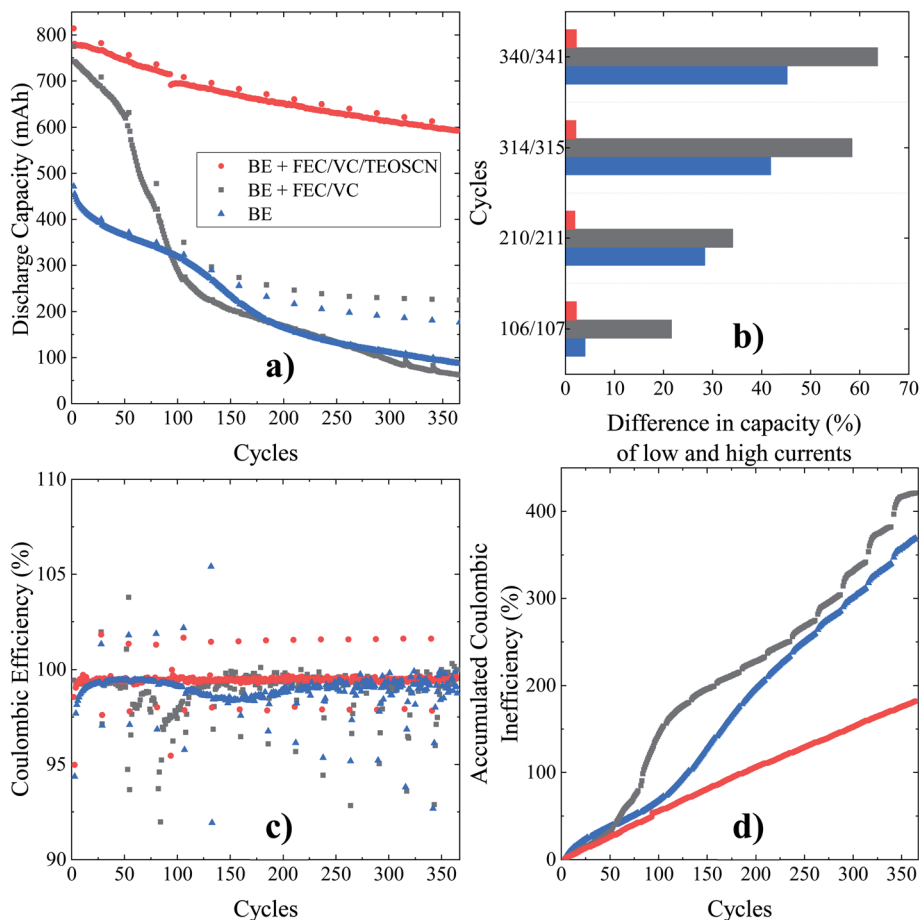 a)
Discharge Capacity (mAh)
800
700
600
500
400
300
200
100
0
BE + FEC/VC/TEOSCN
BE + FEC/VC
BE
0 50 100 150 200 250 300 350
Cycles
b)
Cycles
340/341
314/315
210/211
106/107
0 10 20 30 40 50 60 70
Difference in capacity (%)
of low and high currents
c)
Coulombic Efficiency (%)
110
105
100
95
90
0 50 100 150 200 250 300 350
Cycles
d)
Accumulated Coulombic
Inefficiency (%)
400
300
200
100
0
0 50 100 150 200 250 300 350
Cycles